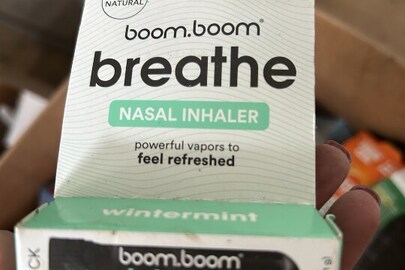 NATURAL
boom.boom®
breathe
NASAL INHALER
powerful vapors to
feel refreshed
wintermint
boom.boom®